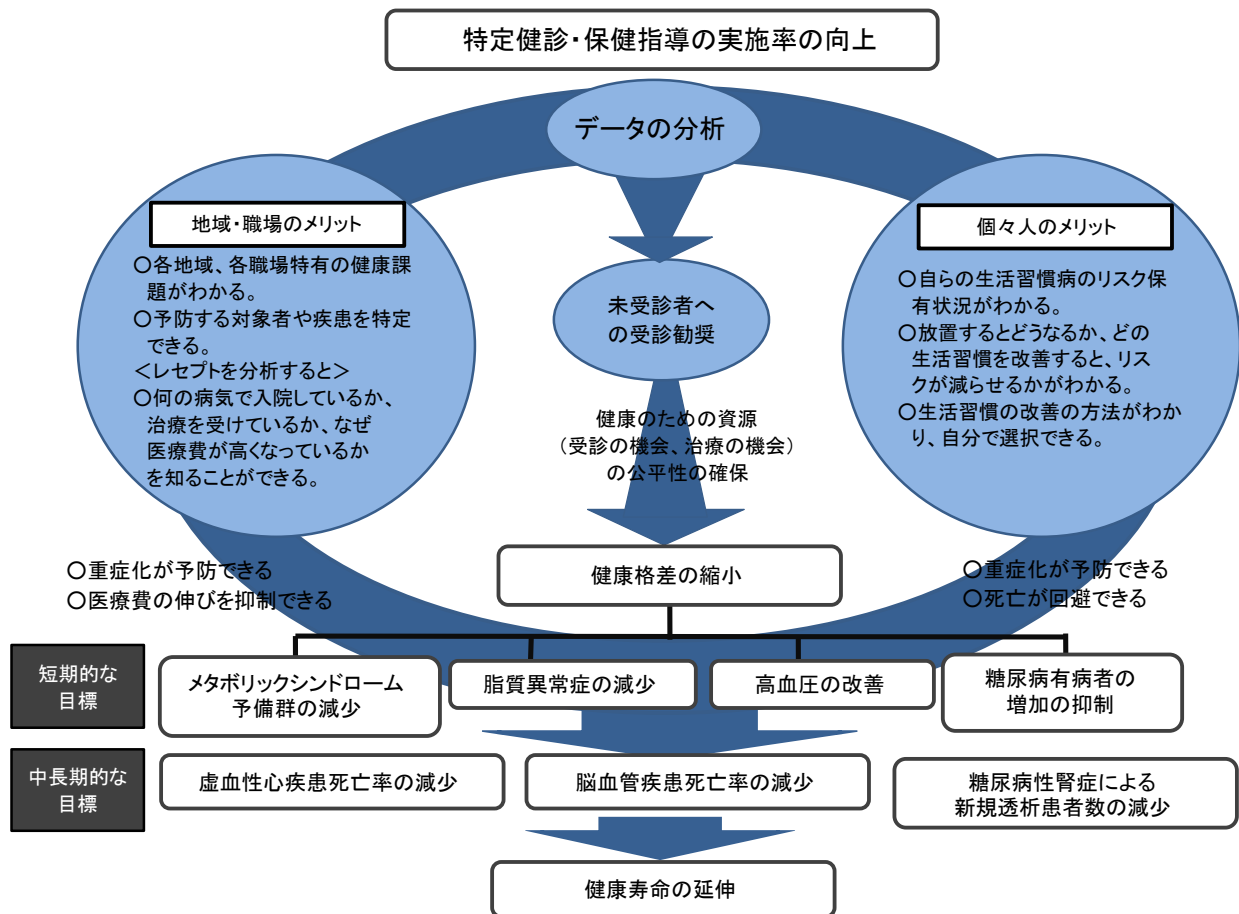 特定健診・保健指導の実施率の向上
データの分析
地域・職場のメリット
○各地域、各職場特有の健康課
題がわかる。
○予防する対象者や疾患を特定
できる。
＜レセプトを分析すると＞
○何の病気で入院しているか、
治療を受けているか、なぜ
医療費が高くなっているか
を知ることができる。
未受診者へ
の受診勧奨
個々人のメリット
○自らの生活習慣病のリスク保
有状況がわかる。
○放置するとどうなるか、どの
生活習慣を改善すると、リス
クが減らせるかがわかる。
○生活習慣の改善の方法がわか
り、自分で選択できる。
健康のための資源
（受診の機会、治療の機会）
の公平性の確保
○重症化が予防できる
○医療費の伸びを抑制できる
健康格差の縮小
○重症化が予防できる
○死亡が回避できる
短期的な
目標
メタボリックシンドローム
予備群の減少
脂質異常症の減少
高血圧の改善
糖尿病有病者の
増加の抑制
中長期的な
目標
虚血性心疾患死亡率の減少
脳血管疾患死亡率の減少
糖尿病性腎症による
新規透析患者数の減少
健康寿命の延伸